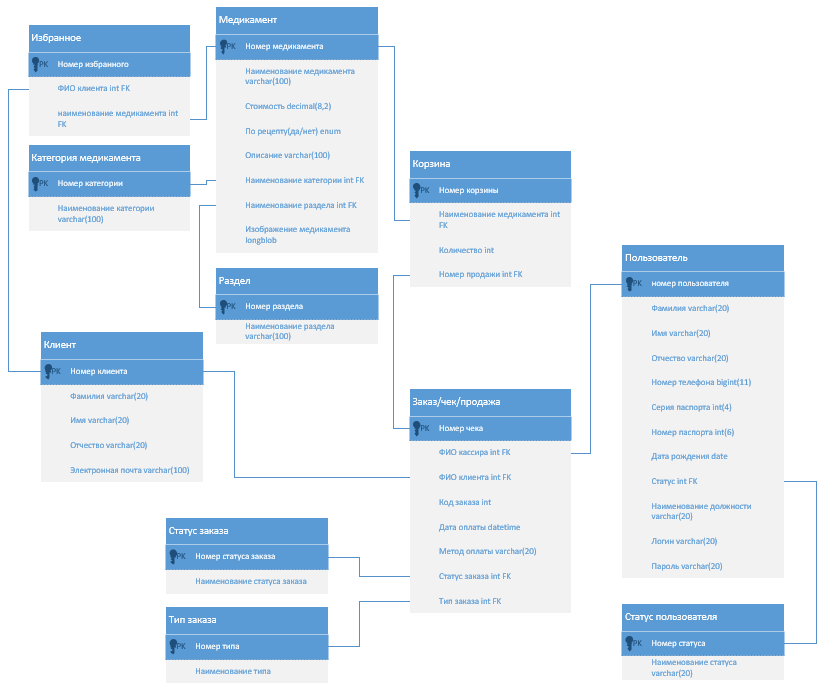 Избранное
PK Номер избранного
ФИО клиента int FK
наименование медикамента int
FK
Категория медикамента
PK Номер категории
Наименование категории
varchar(100)
Медикамент
PK Номер медикамента
Наименование медикамента
varchar(100)
Стоимость decimal(8,2)
По рецепту(да/нет) enum
Описание varchar(100)
Наименование категории int FK
Наименование раздела int FK
Изображение медикамента
longblob
Раздел
PK Номер раздела
Наименование раздела
varchar(100)
Корзина
PK Номер корзины
Наименование медикамента int
FK
Количество int
Номер продажи int FK
Клиент
PK Номер клиента
Фамилия varchar(20)
Имя varchar(20)
Отчество varchar(20)
Электронная почта varchar(100)
Заказ/чек/продажа
PK Номер чека
ФИО кассира int FK
ФИО клиента int FK
Код заказа int
Дата оплаты datetime
Метод оплаты varchar(20)
Статус заказа int FK
Тип заказа int FK
Пользователь
PK номер пользователя
Фамилия varchar(20)
Имя varchar(20)
Отчество varchar(20)
Номер телефона bigint(11)
Серия паспорта int(4)
Номер паспорта int(6)
Дата рождения date
Статус int FK
Наименование должности
varchar(20)
Логин varchar(20)
Пароль varchar(20)
Статус заказа
PK Номер статуса заказа
Наименование статуса заказа
Тип заказа
PK Номер типа
Наименование типа
Статус пользователя
PK Номер статуса
Наименование статуса
varchar(20)